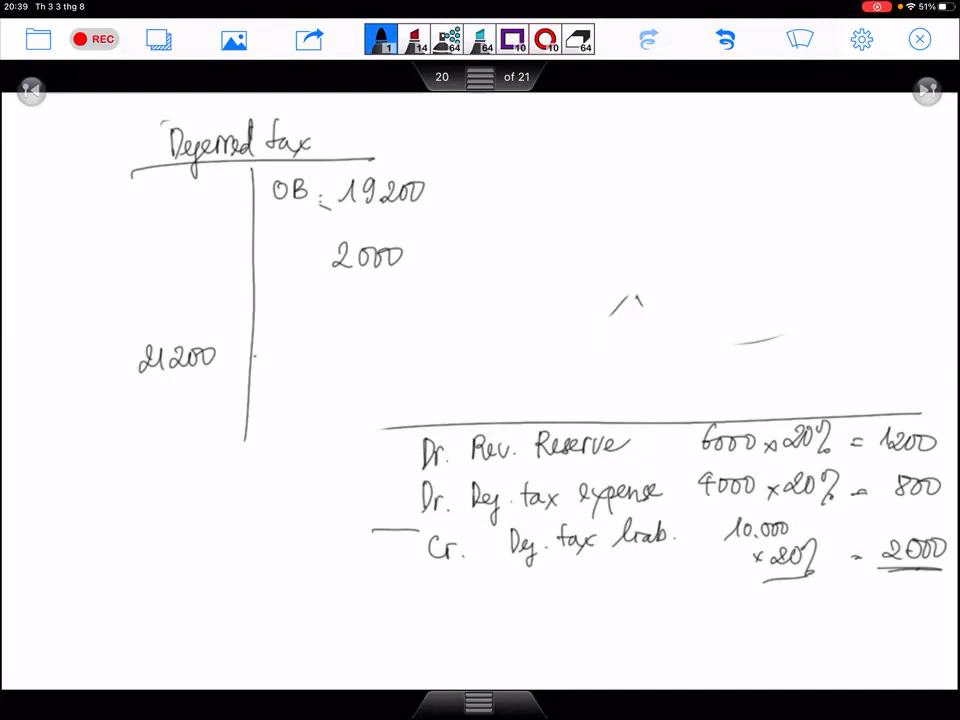 20:39 Th 3 3 thg 8
51%
REC
1
14
64
64
10
10
64
20 of 21
Deferred tax
OB: 19200
2000
21200
Dr. Rev. Reserve 6000 x 20% = 1200
Dr. Def. tax expense 4000 x 20% = 800
Cr. Def. tax liab. 10.000
x 20% = 2000